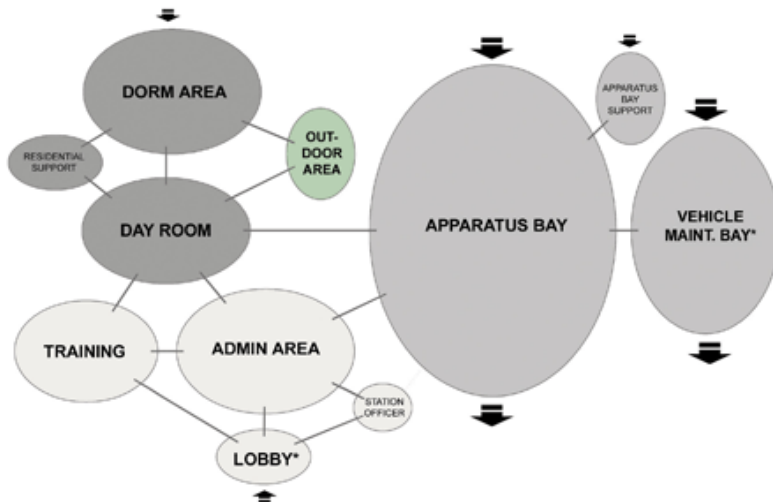 DORM AREA
RESIDENTIAL
SUPPORT
OUT-
DOOR
AREA
APPARATUS
BAY
SUPPORT
DAY ROOM
APPARATUS BAY
VEHICLE
MAINT. BAY*
TRAINING
ADMIN AREA
STATION
OFFICER
LOBBY*